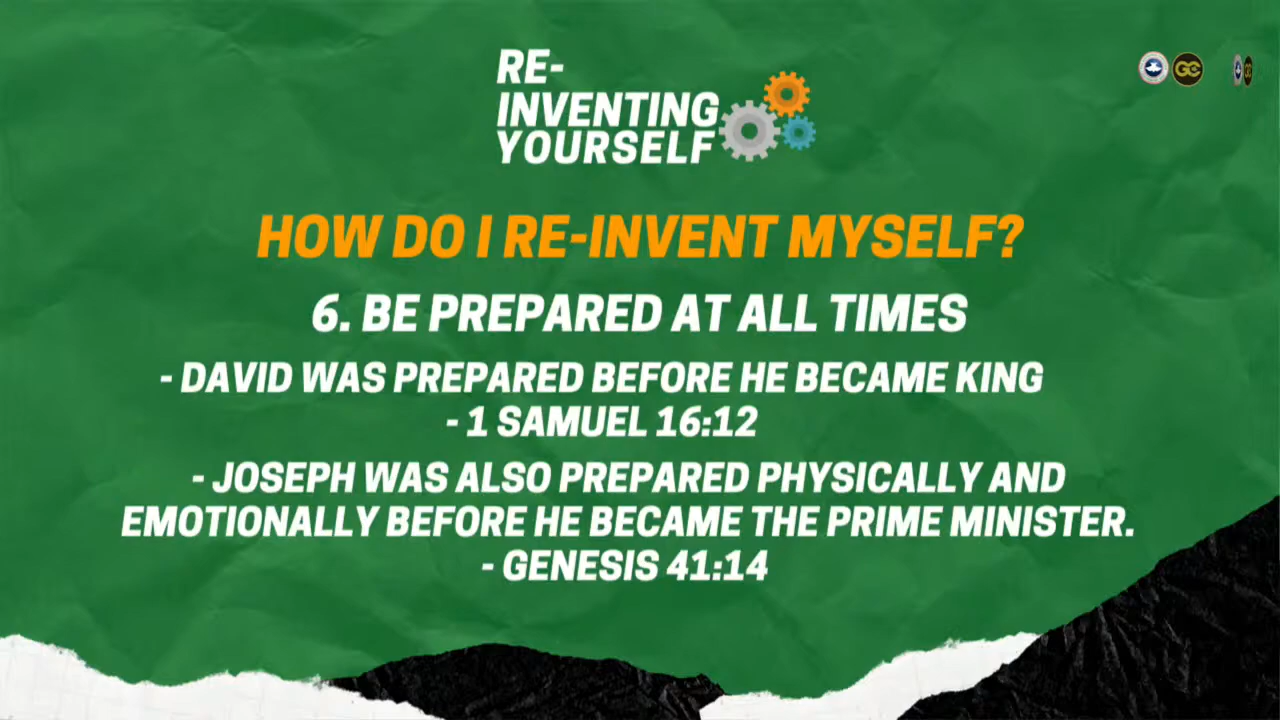 RE-
INVENTING
YOURSELF
GC
HOW DO I RE-INVENT MYSELF?
6. BE PREPARED AT ALL TIMES
- DAVID WAS PREPARED BEFORE HE BECAME KING
- 1 SAMUEL 16:12
- JOSEPH WAS ALSO PREPARED PHYSICALLY AND
EMOTIONALLY BEFORE HE BECAME THE PRIME MINISTER.
- GENESIS 41:14